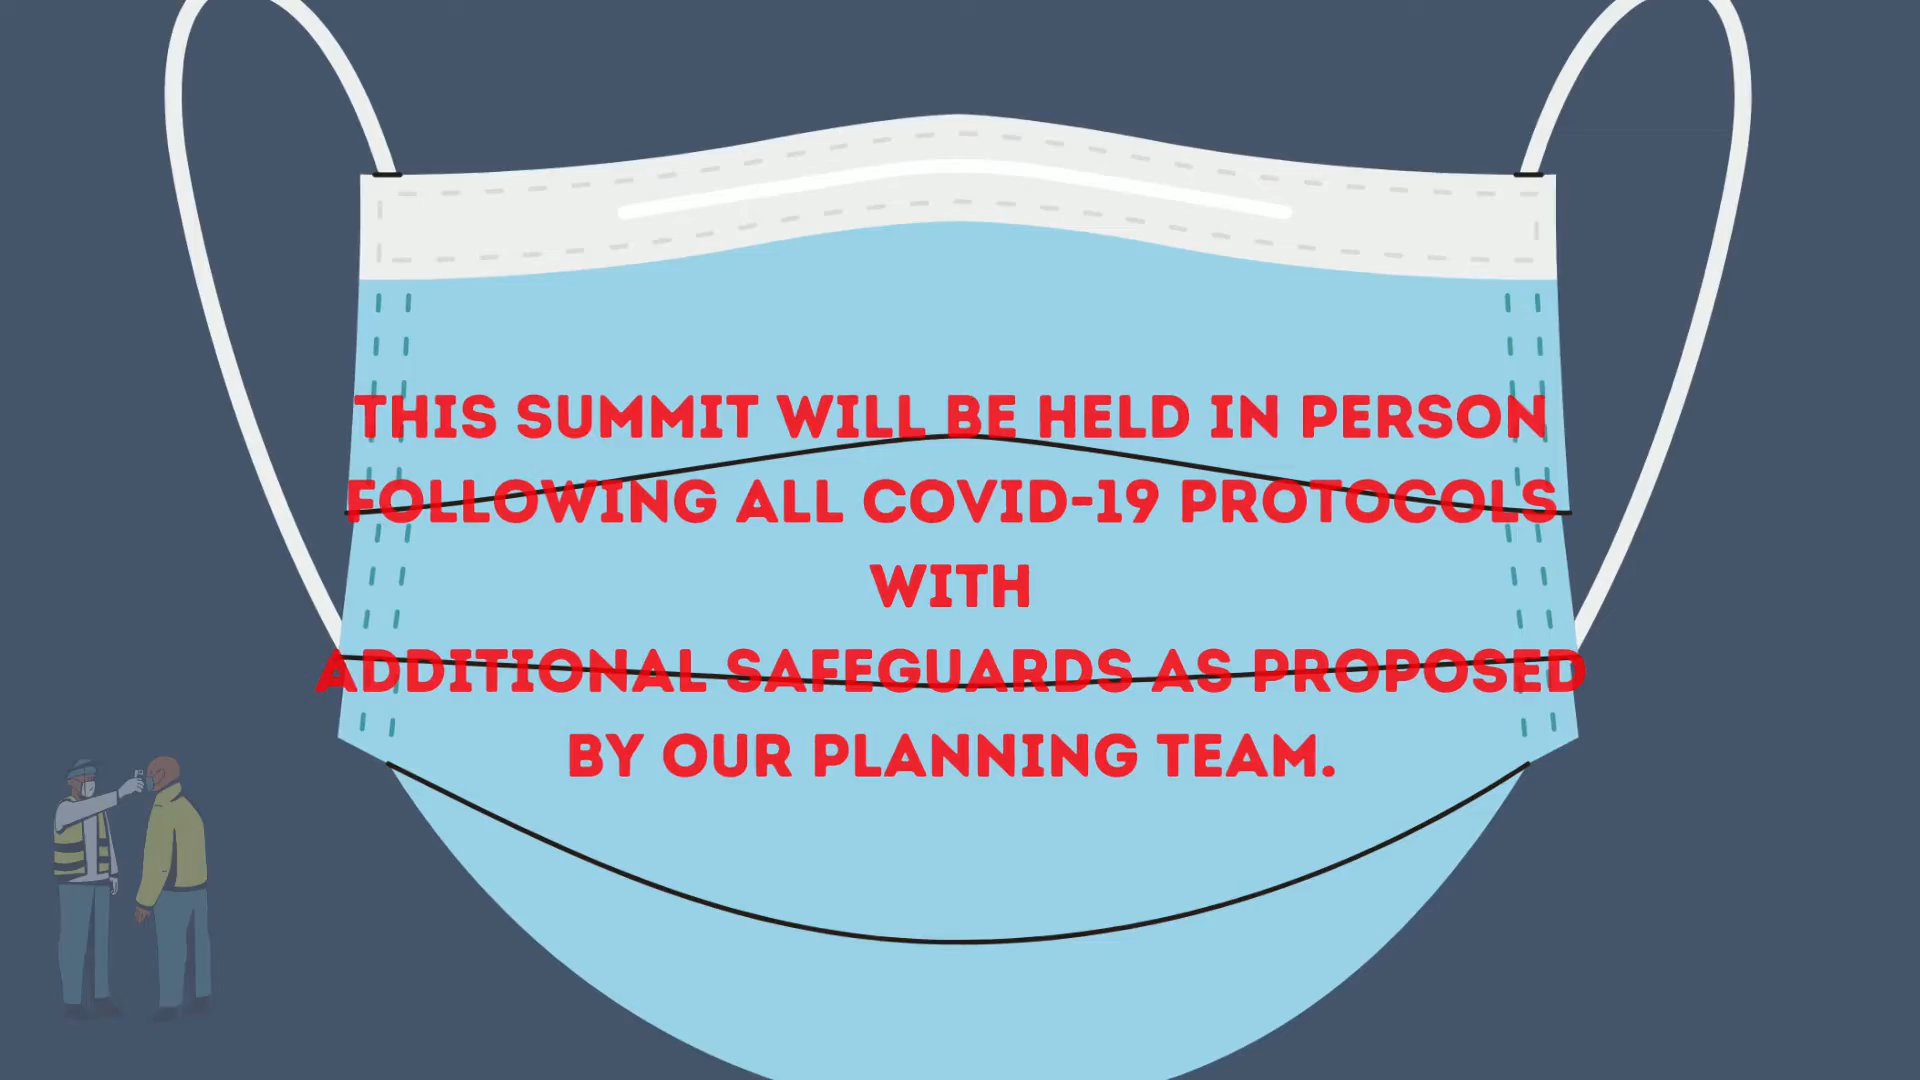 THIS SUMMIT WILL BE HELD IN PERSON
FOLLOWING ALL COVID-19 PROTOCOLS
WITH
ADDITIONAL SAFEGUARDS AS PROPOSED
BY OUR PLANNING TEAM.